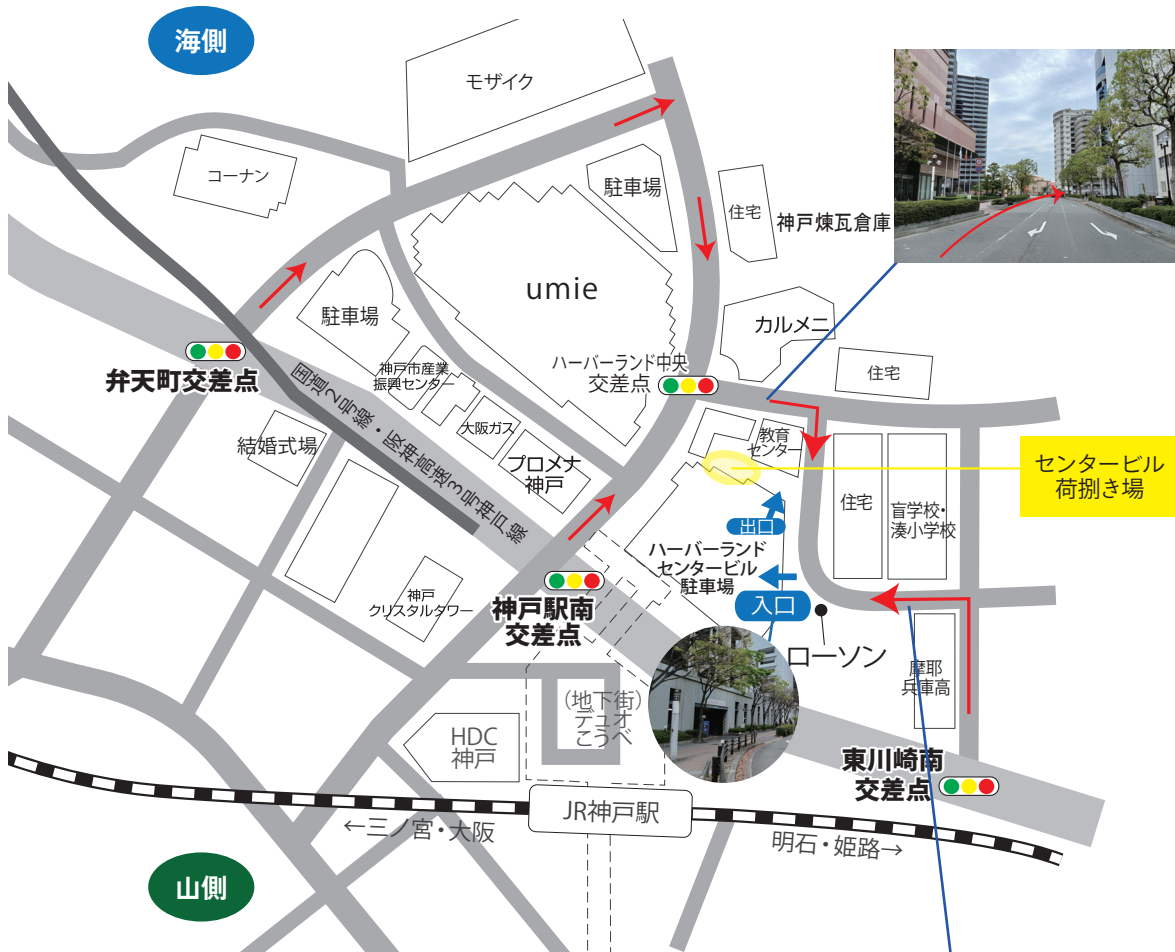 海側
モザイク
コーナン
駐車場
住宅
神戸煉瓦倉庫
umie
駐車場
カルメニ
弁天町交差点
神戸市産業
振興センター
ハーバーランド中央
交差点
住宅
国道2号線・阪神高速3号神戸線
大阪ガス
結婚式場
プロメナ
神戸
教育
センター
センタービル
荷捌き場
住宅
盲学校・
湊小学校
出口
ハーバーランド
センタービル
駐車場
神戸
クリスタルタワー
神戸駅南
交差点
入口
ローソン
摩耶
兵庫高
(地下街)
デュオ
こうべ
HDC
神戸
東川崎南
交差点
JR神戸駅
←三ノ宮・大阪
明石・姫路→
山側